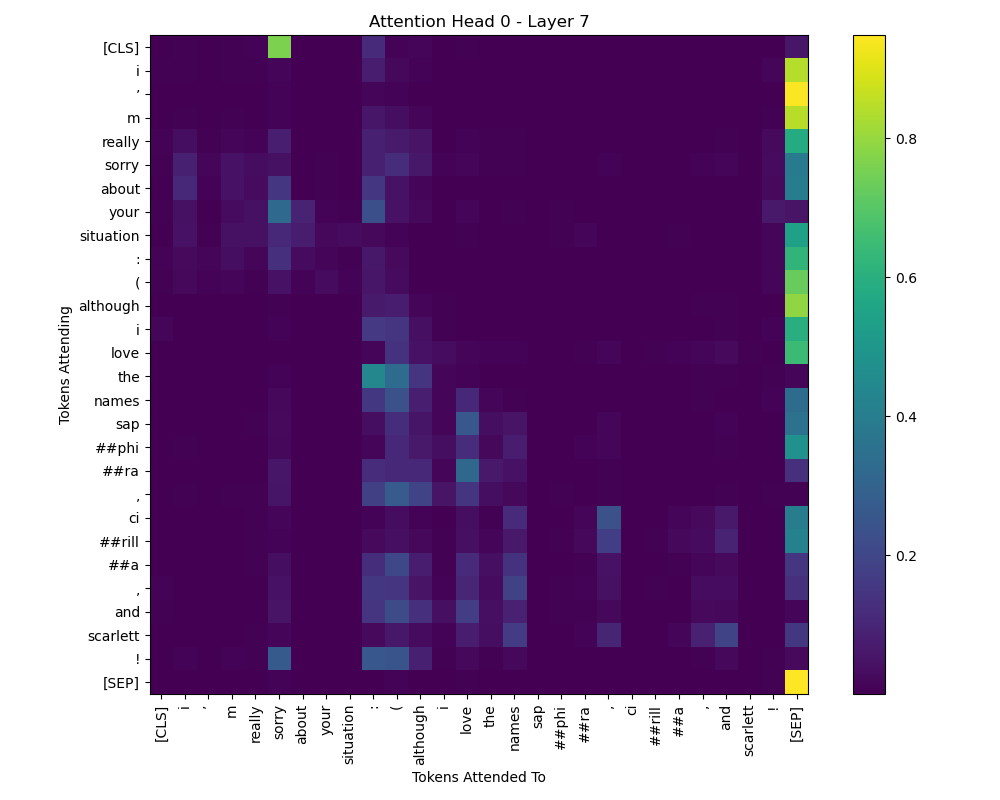 Attention Head 0 - Layer 7
Tokens Attending
[CLS]
i
’
m
really
sorry
about
your
situation
:
(
although
i
love
the
names
sap
##phi
##ra
,
ci
##rill
##a
,
and
scarlett
!
[SEP]
[CLS]
i
’
m
really
sorry
about
your
situation
:
(
although
i
love
the
names
sap
##phi
##ra
,
ci
##rill
##a
,
and
scarlett
!
[SEP]
Tokens Attended To
0.8
0.6
0.4
0.2